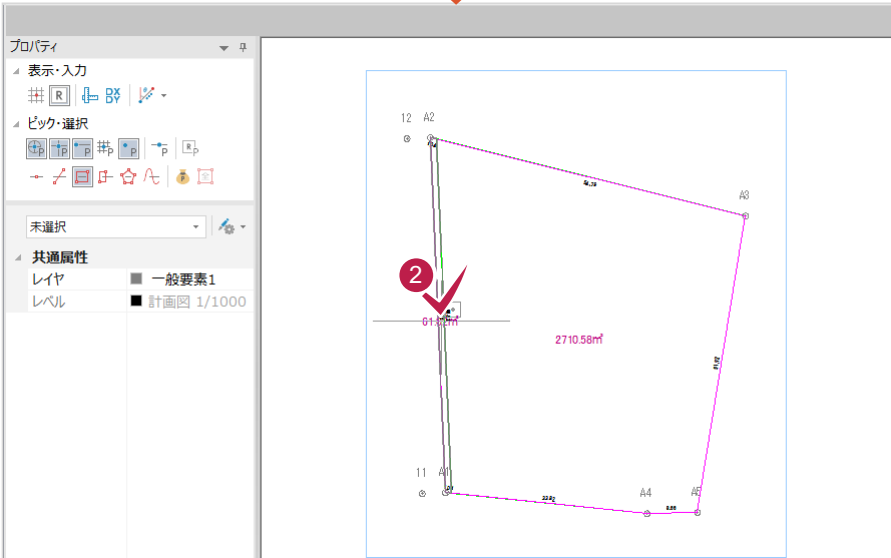 プロパティ
表示・入力
R
DX
DY
ピック・選択
P P P P P P R P
未選択
共通属性
レイヤ 一般要素1
レベル 計画図 1/1000
12 A2
A3
2
2710.58㎡
11 A1
A4 A5